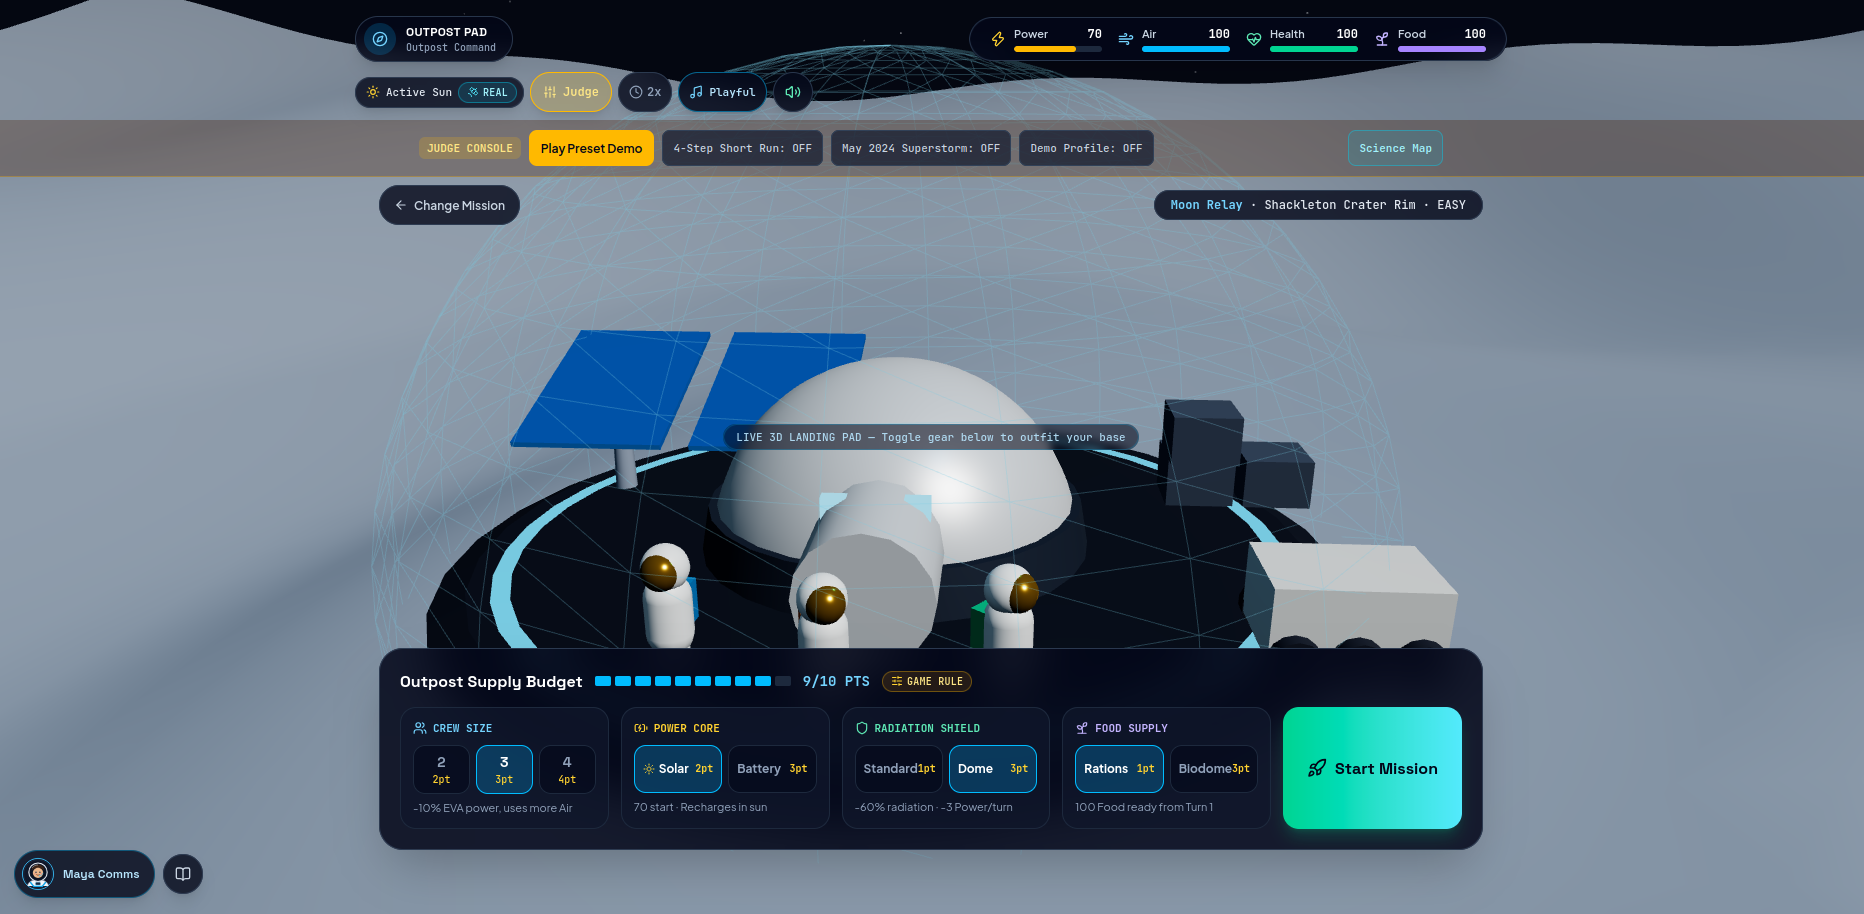 OUTPOST PAD
Outpost Command
Power 70
Air 100
Health 100
Food 100
Active Sun REAL
Judge
2x
Playful
JUDGE CONSOLE
Play Preset Demo
4-Step Short Run: OFF
May 2024 Superstorm: OFF
Demo Profile: OFF
Science Map
Change Mission
Moon Relay · Shackleton Crater Rim · EASY
LIVE 3D LANDING PAD — Toggle gear below to outfit your base
Outpost Supply Budget 9/10 PTS GAME RULE
CREW SIZE
2
2pt
3
3pt
4
4pt
-10% EVA power, uses more Air
POWER CORE
Solar 2pt
Battery 3pt
70 start · Recharges in sun
RADIATION SHIELD
Standard 1pt
Dome 3pt
-60% radiation · -3 Power/turn
FOOD SUPPLY
Rations 1pt
Biodome 3pt
100 Food ready from Turn 1
Start Mission
Maya Comms